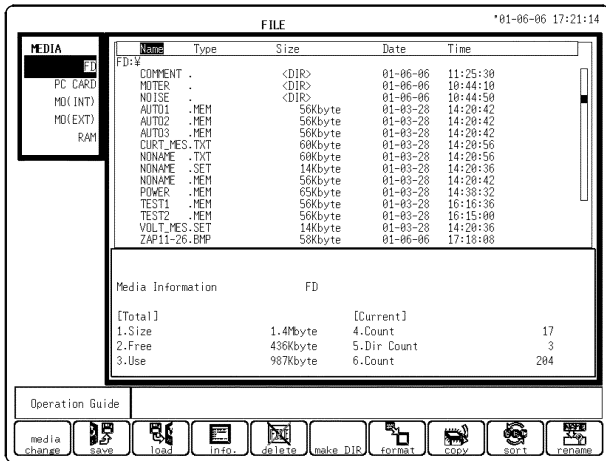 FILE
'01-06-06 17:21:14
MEDIA
FD
PC CARD
MO(INT)
MO(EXT)
RAM
Name Type Size Date Time
FD:¥
COMMENT . <DIR> 01-06-06 11:25:30
MOTER . <DIR> 01-06-06 10:44:10
NOISE . <DIR> 01-06-06 10:44:50
AUTO1 .MEM 56Kbyte 01-03-28 14:20:42
AUTO2 .MEM 56Kbyte 01-03-28 14:20:42
AUTO3 .MEM 56Kbyte 01-03-28 14:20:42
CURT_MES.TXT 60Kbyte 01-03-28 14:20:56
NONAME .TXT 60Kbyte 01-03-28 14:20:56
NONAME .SET 14Kbyte 01-03-28 14:20:36
NONAME .MEM 56Kbyte 01-03-28 14:20:42
POWER .MEM 65Kbyte 01-03-28 14:38:32
TEST1 .MEM 56Kbyte 01-03-28 16:16:36
TEST2 .MEM 56Kbyte 01-03-28 16:15:00
VOLT_MES.SET 14Kbyte 01-03-28 14:20:36
ZAP11-26.BMP 58Kbyte 01-06-06 17:18:08
Media Information FD
[Total] [Current]
1.Size 1.4Mbyte 4.Count 17
2.Free 436Kbyte 5.Dir Count 3
3.Use 987Kbyte 6.Count 204
Operation Guide
media change
save
load
info.
delete
make DIR
format
copy
sort
rename